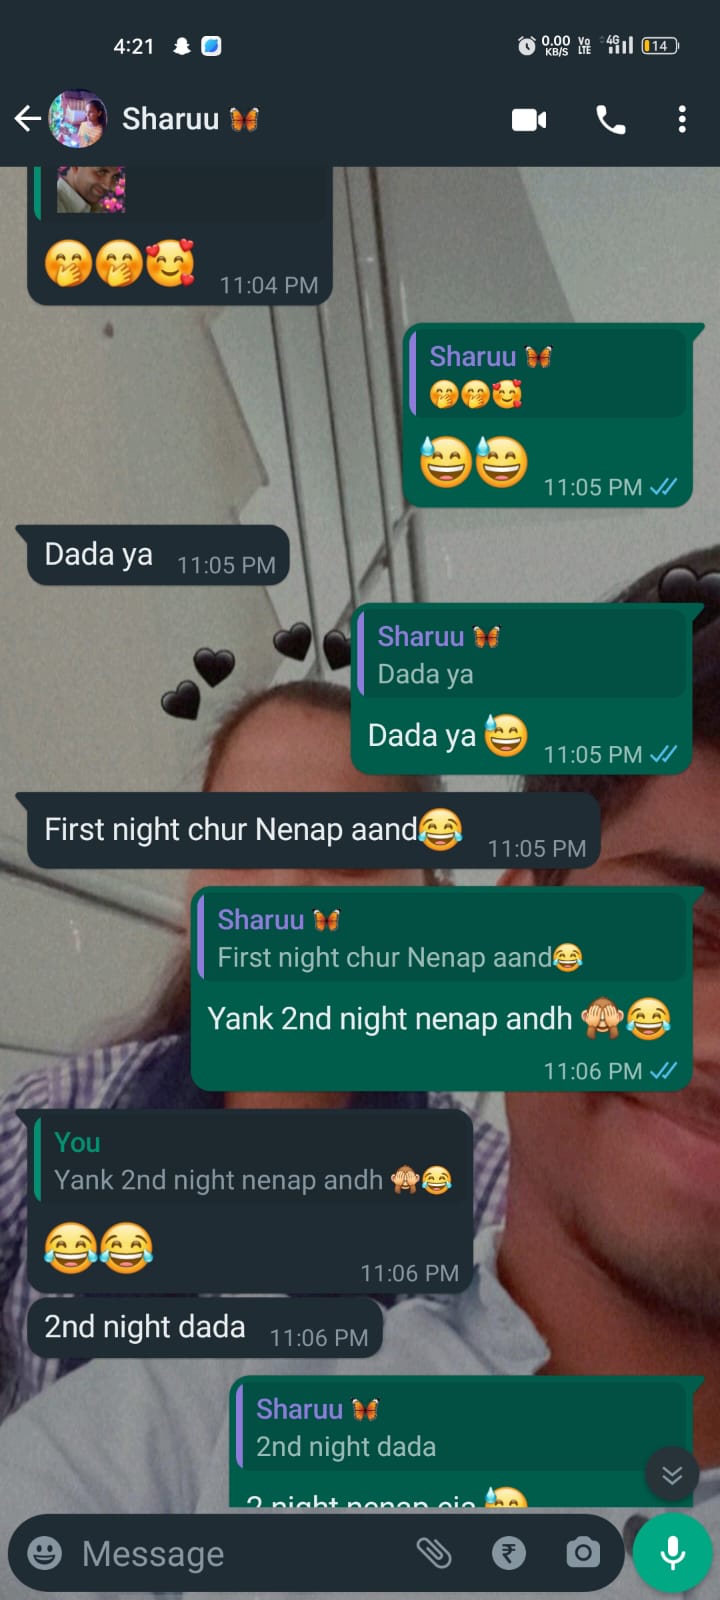 4:21 0.00 KB/S Vo LTE 4G 14
Sharuu 🦋
🤭🤭🥰 11:04 PM
Sharuu 🦋
🤭🤭🥰
😅😅 11:05 PM
Dada ya 11:05 PM
Sharuu 🦋
Dada ya
Dada ya 😅 11:05 PM
First night chur Nenap aand😂 11:05 PM
Sharuu 🦋
First night chur Nenap aand😂
Yank 2nd night nenap andh 🙈😂
11:06 PM
You
Yank 2nd night nenap andh 🙈😂
😂😂
11:06 PM
2nd night dada 11:06 PM
Sharuu 🦋
2nd night dada
2 night nenap 😅
Message